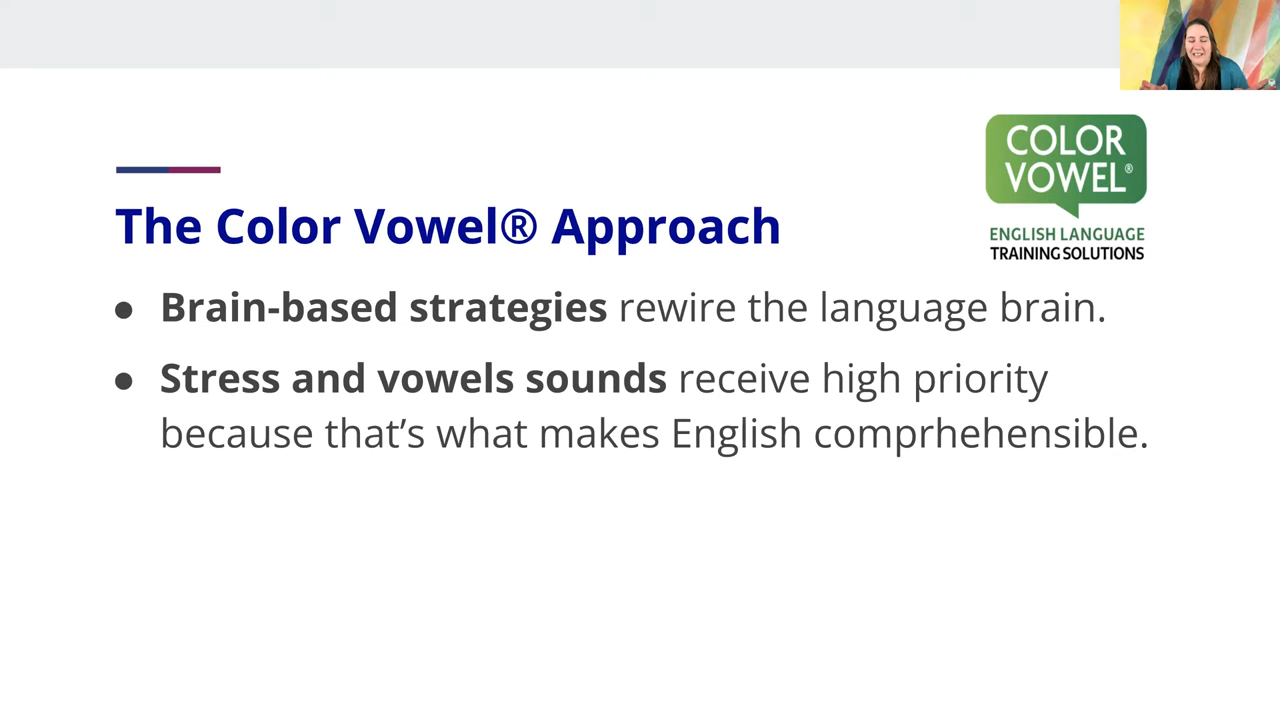 COLOR
VOWEL®
ENGLISH LANGUAGE
TRAINING SOLUTIONS
The Color Vowel® Approach
● Brain-based strategies rewire the language brain.
● Stress and vowels sounds receive high priority
because that's what makes English comprhehensible.